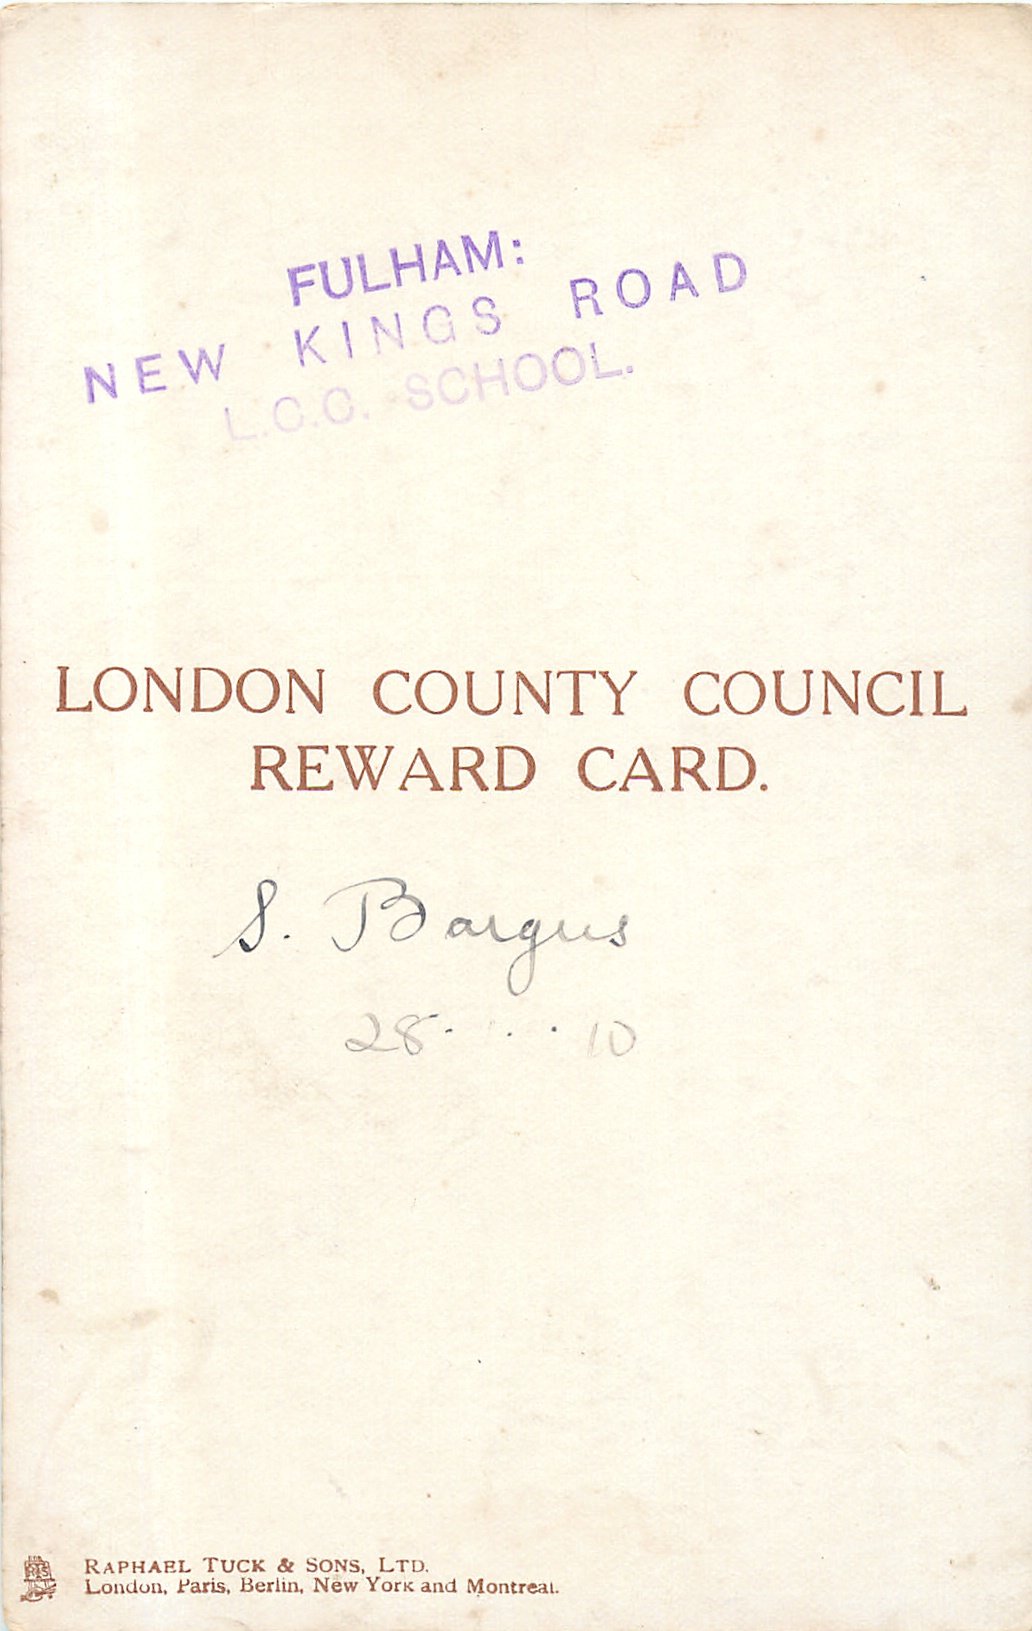 FULHAM:
NEW KINGS ROAD
L.C.C. SCHOOL.
LONDON COUNTY COUNCIL
REWARD CARD.
S. Bargus
28 · · · 10
RTS
RAPHAEL TUCK & SONS, LTD.
London, Paris, Berlin, New York and Montreal.